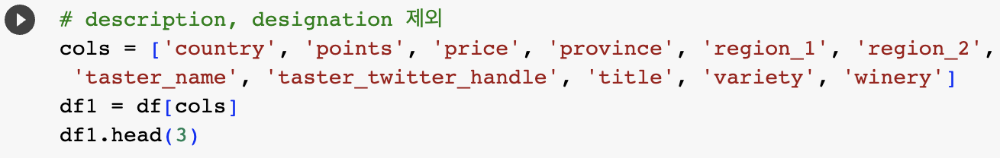 # description, designation 제외
cols = ['country', 'points', 'price', 'province', 'region_1', 'region_2',
'taster_name', 'taster_twitter_handle', 'title', 'variety', 'winery']
df1 = df[cols]
df1.head(3)